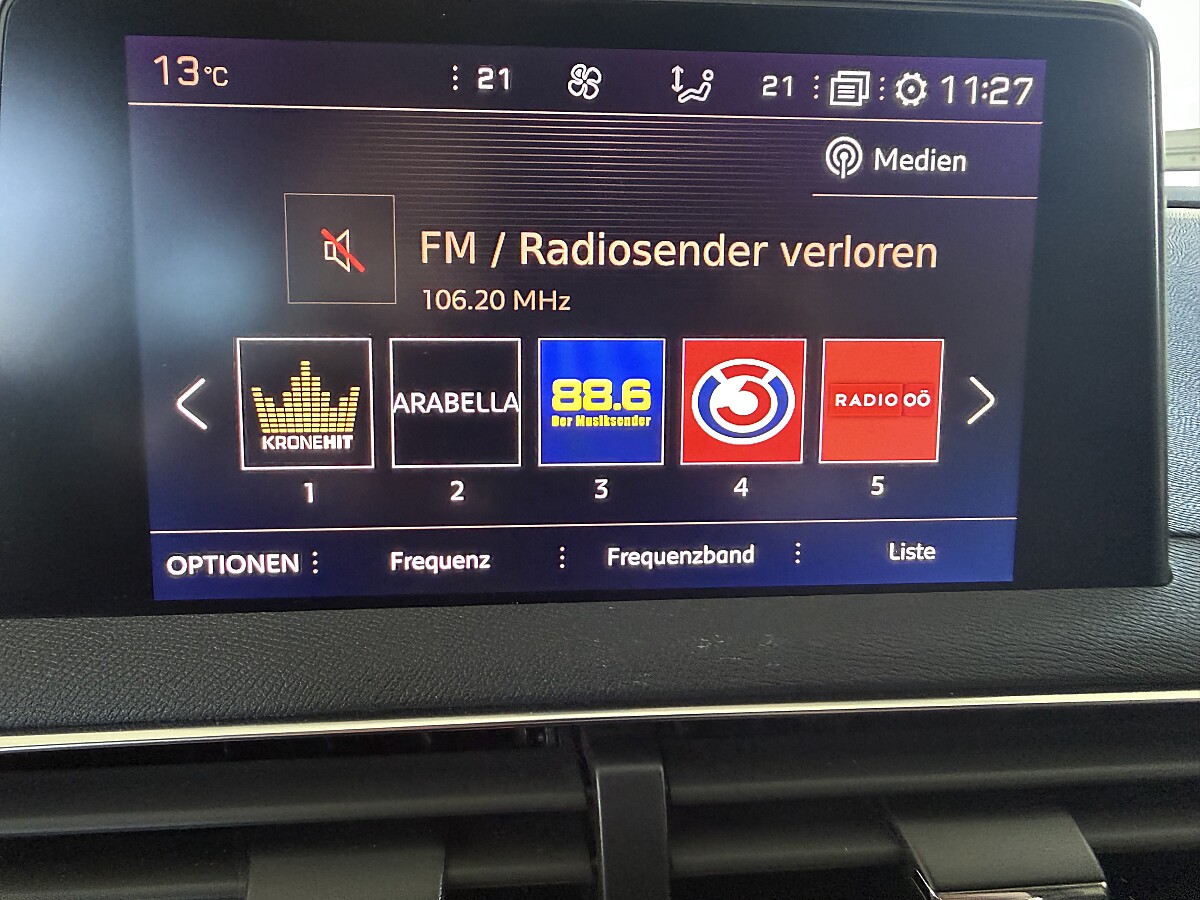 13°C 21 21 11:27
Medien
FM / Radiosender verloren
106.20 MHz
KRONEHIT
ARABELLA
88.6
Der Musiksender
3
RADIO OÖ
1 2 3 4 5
OPTIONEN Frequenz Frequenzband Liste